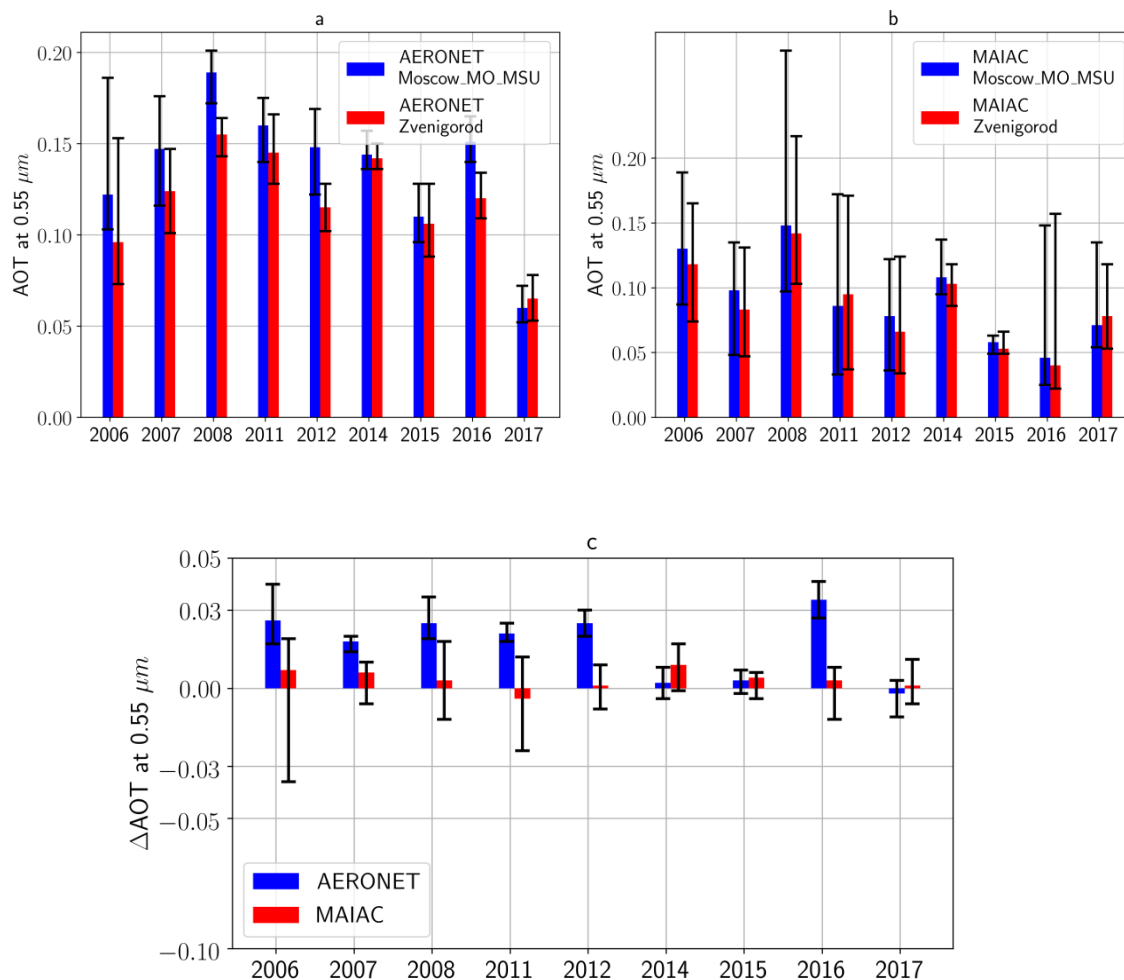 a
AOT at 0.55 μm
0.20
0.15
0.10
0.05
0.00
AERONET
Moscow_MO_MSU
AERONET
Zvenigorod
2006 2007 2008 2011 2012 2014 2015 2016 2017
b
AOT at 0.55 μm
0.20
0.15
0.10
0.05
0.00
MAIAC
Moscow_MO_MSU
MAIAC
Zvenigorod
2006 2007 2008 2011 2012 2014 2015 2016 2017
c
ΔAOT at 0.55 μm
0.05
0.03
0.00
−0.03
−0.05
−0.10
AERONET
MAIAC
2006 2007 2008 2011 2012 2014 2015 2016 2017